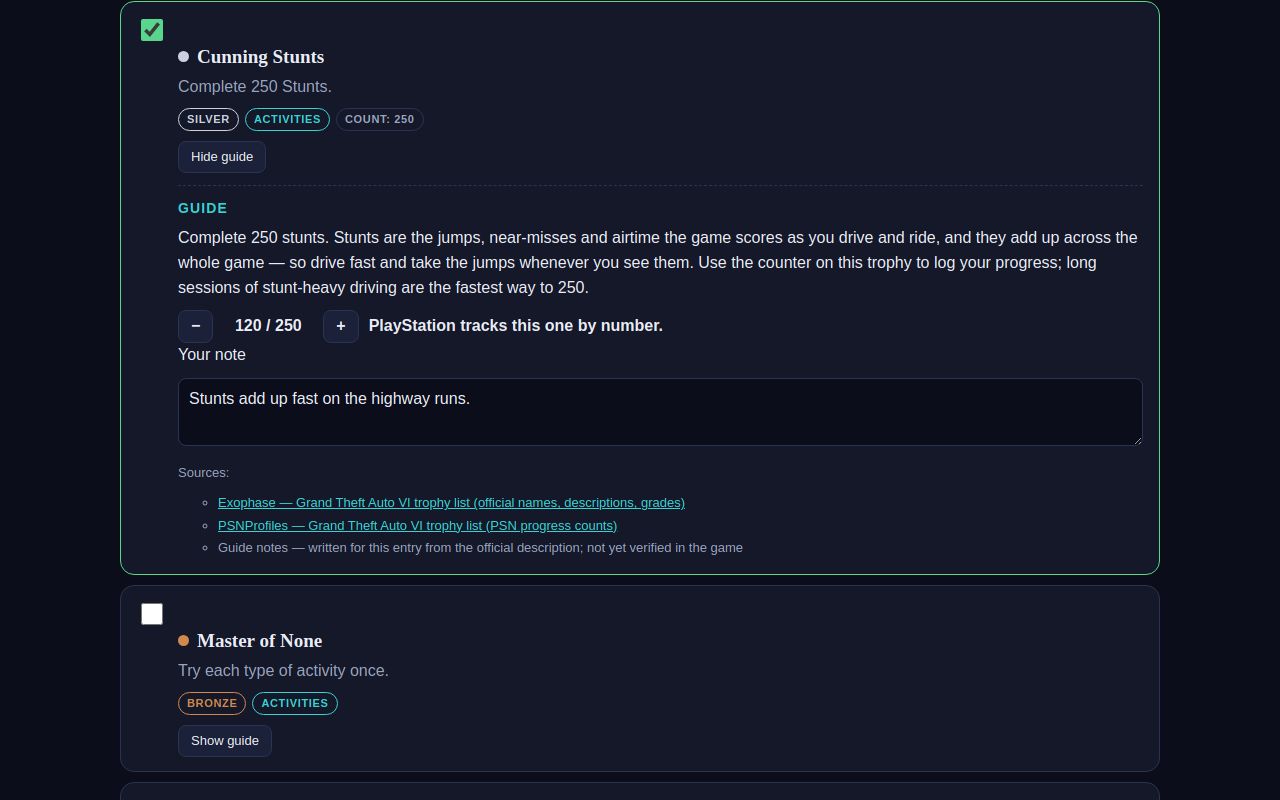 Cunning Stunts
Complete 250 Stunts.
SILVER ACTIVITIES COUNT: 250
Hide guide
GUIDE
Complete 250 stunts. Stunts are the jumps, near-misses and airtime the game scores as you drive and ride, and they add up across the
whole game — so drive fast and take the jumps whenever you see them. Use the counter on this trophy to log your progress; long
sessions of stunt-heavy driving are the fastest way to 250.
− 120 / 250 + PlayStation tracks this one by number.
Your note
Stunts add up fast on the highway runs.
Sources:
Exophase — Grand Theft Auto VI trophy list (official names, descriptions, grades)
PSNProfiles — Grand Theft Auto VI trophy list (PSN progress counts)
Guide notes — written for this entry from the official description; not yet verified in the game
Master of None
Try each type of activity once.
BRONZE ACTIVITIES
Show guide